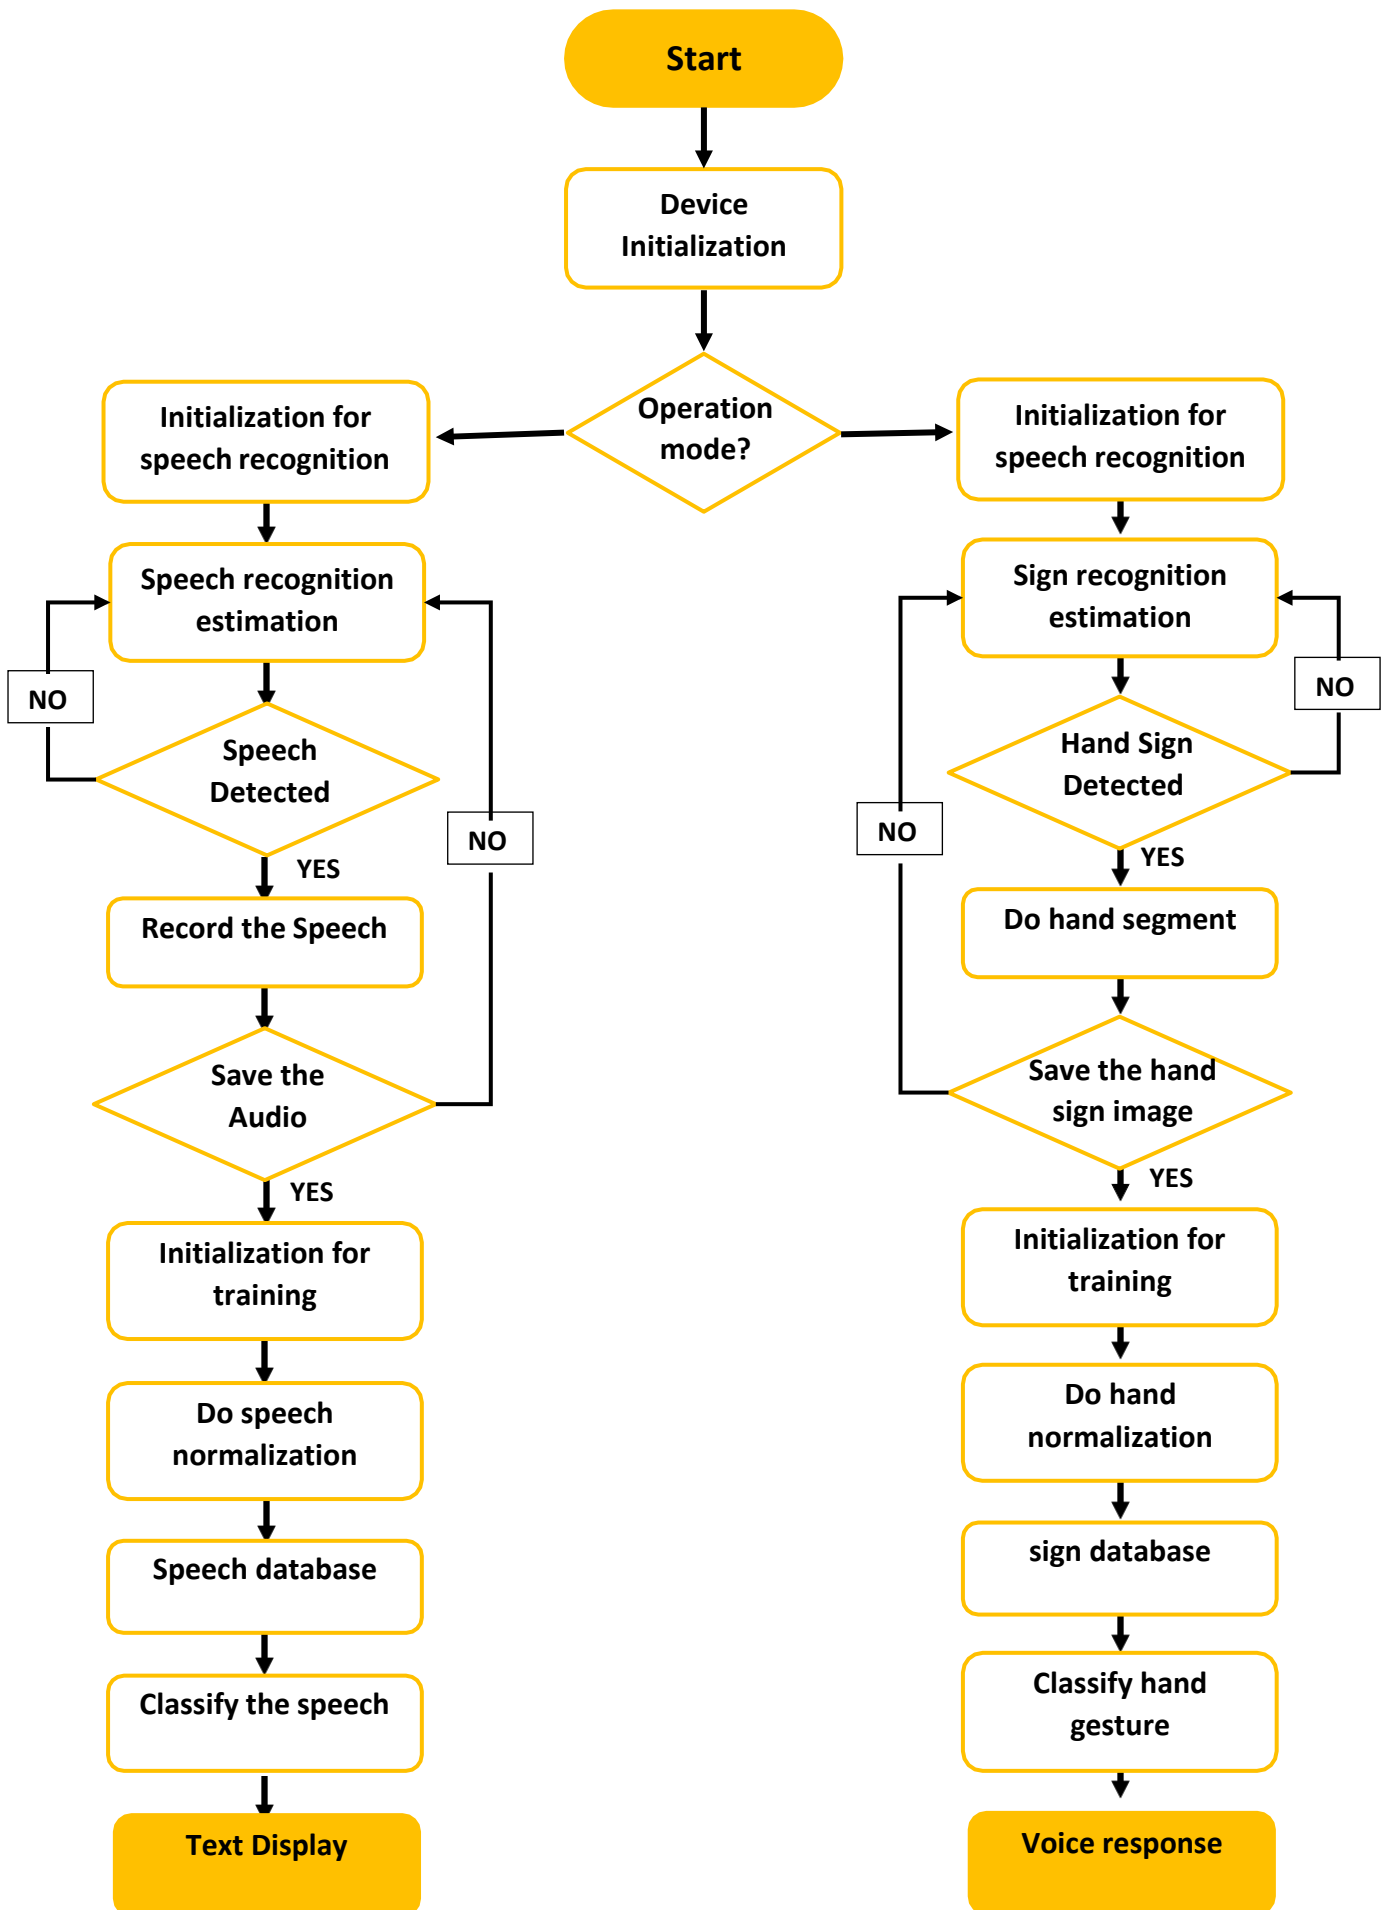 Start
Device
Initialization
Operation
mode?
Initialization for
speech recognition
Speech recognition
estimation
NO
Speech
Detected
NO
YES
Record the Speech
Save the
Audio
YES
Initialization for
training
Do speech
normalization
Speech database
Classify the speech
Text Display
Initialization for
speech recognition
Sign recognition
estimation
NO
Hand Sign
Detected
NO
YES
Do hand segment
Save the hand
sign image
YES
Initialization for
training
Do hand
normalization
sign database
Classify hand
gesture
Voice response